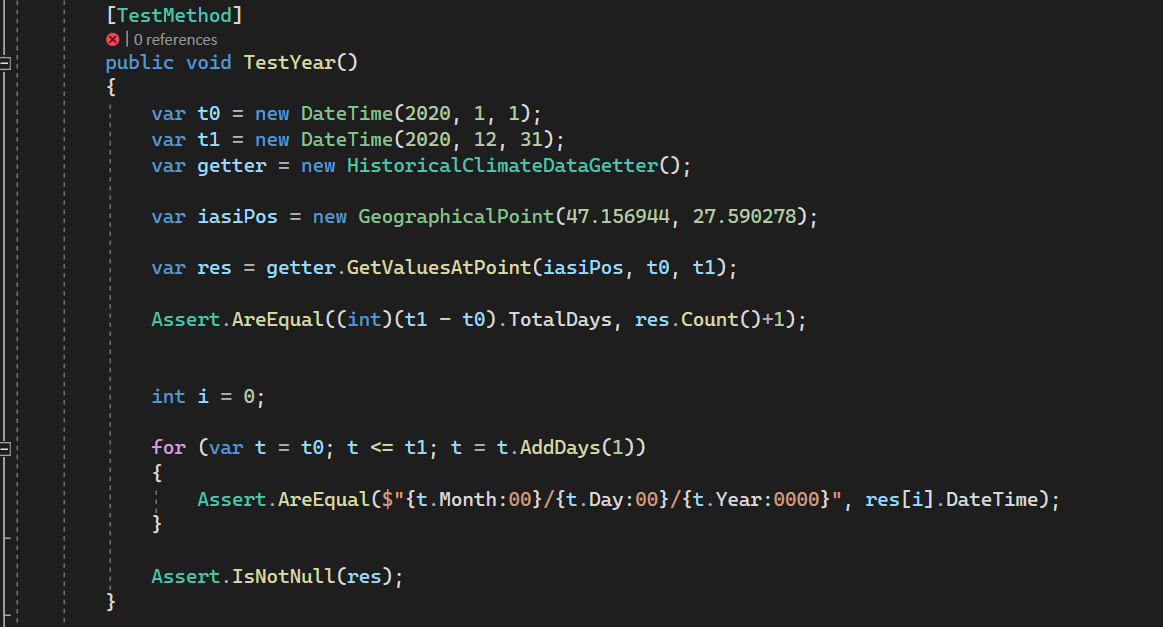 [TestMethod]
| 0 references
public void TestYear()
{
var t0 = new DateTime(2020, 1, 1);
var t1 = new DateTime(2020, 12, 31);
var getter = new HistoricalClimateDataGetter();
var iasiPos = new GeographicalPoint(47.156944, 27.590278);
var res = getter.GetValuesAtPoint(iasiPos, t0, t1);
Assert.AreEqual((int)(t1 - t0).TotalDays, res.Count()+1);
int i = 0;
for (var t = t0; t <= t1; t = t.AddDays(1))
{
Assert.AreEqual($"{t.Month:00}/{t.Day:00}/{t.Year:0000}", res[i].DateTime);
}
Assert.IsNotNull(res);
}